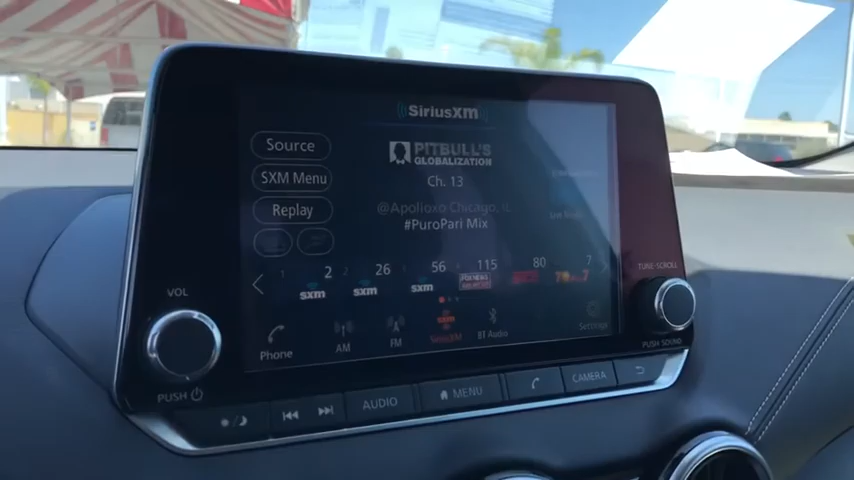 SiriusXM
Source
PITBULL'S
GLOBALIZATION
SXM Menu
Ch. 13
Replay
@Apolloxo Chicago, IL
#PuroPari Mix
1 2 2 26 56 115 80 7
sxm sxm sxm FOX NEWS
VOL
TUNE·SCROLL
Phone AM FM SiriusXM BT Audio Settings
PUSH
PUSH SOUND
AUDIO MENU CAMERA